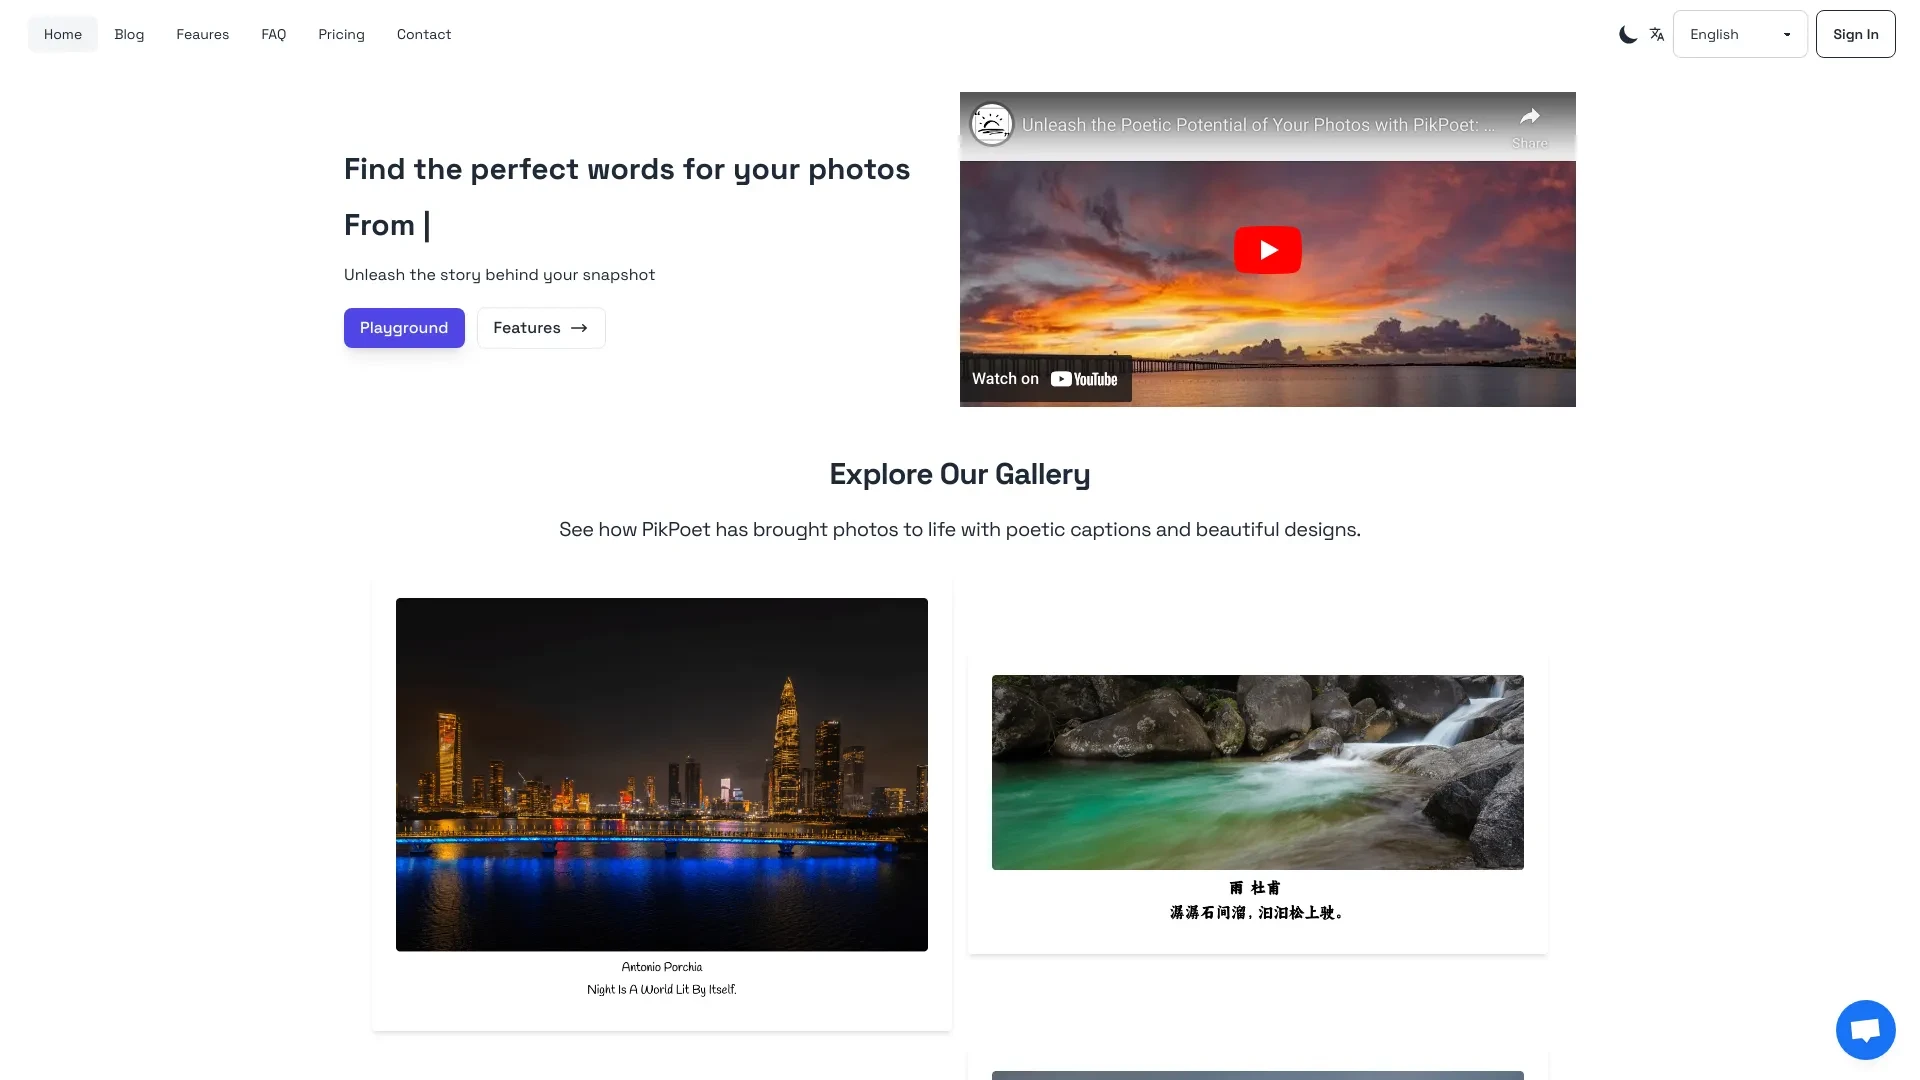 Home
Blog
Feaures
FAQ
Pricing
Contact
English
Sign In
Find the perfect words for your photos
From |
Unleash the story behind your snapshot
Playground
Features →
Unleash the Poetic Potential of Your Photos with PikPoet: ...
Share
Watch on YouTube
Explore Our Gallery
See how PikPoet has brought photos to life with poetic captions and beautiful designs.
Antonio Porchia
Night Is A World Lit By Itself.
雨 杜甫
潺潺石间溜，汩汩松上驶。